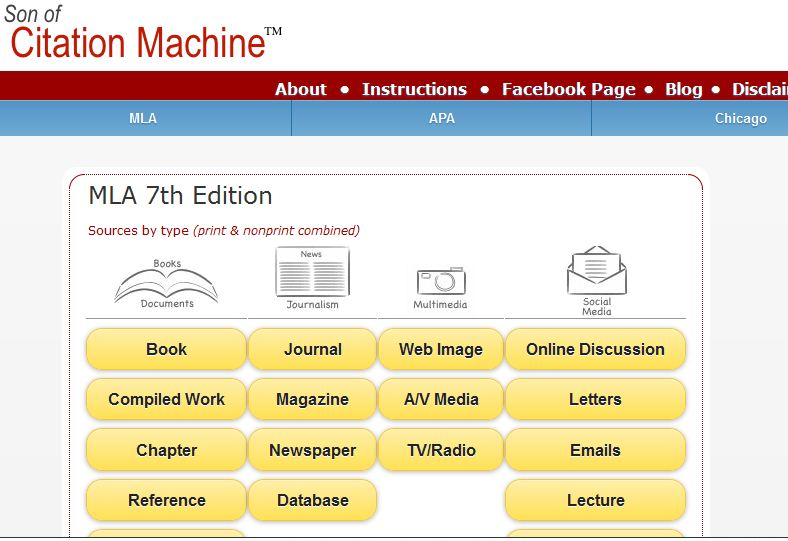 Son of
Citation Machine™
About • Instructions • Facebook Page • Blog • Disclai
MLA APA Chicago
MLA 7th Edition
Sources by type (print & nonprint combined)
Books
Documents
News
Journalism
Multimedia
Social
Media
Book Journal Web Image Online Discussion
Compiled Work Magazine A/V Media Letters
Chapter Newspaper TV/Radio Emails
Reference Database Lecture